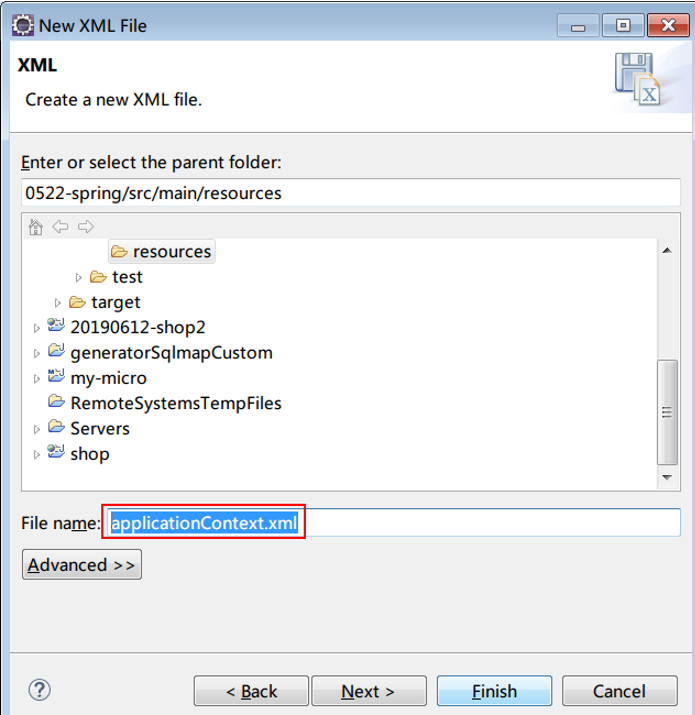 New XML File
XML
Create a new XML file.
Enter or select the parent folder:
0522-spring/src/main/resources
resources
test
target
20190612-shop2
generatorSqlmapCustom
my-micro
RemoteSystemsTempFiles
Servers
shop
File name: applicationContext.xml
Advanced >>
< Back Next > Finish Cancel